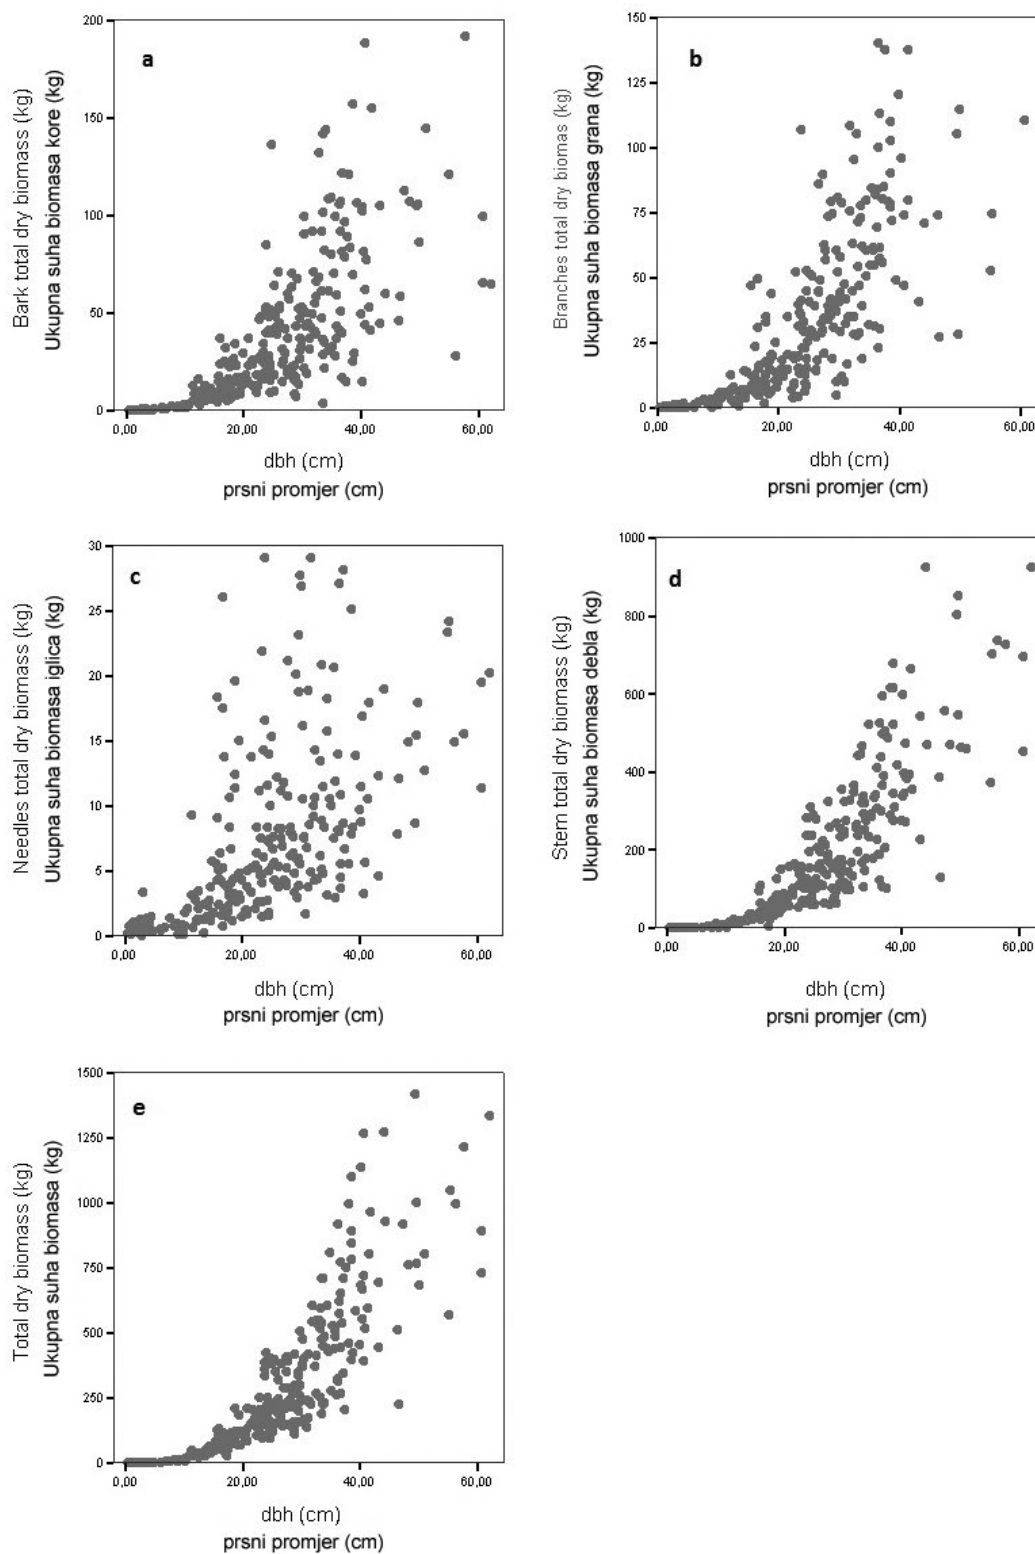 a
Bark total dry biomass (kg)
Ukupna suha biomasa kore (kg)
200
150
100
50
0
0,00 20,00 40,00 60,00
dbh (cm)
prsni promjer (cm)
b
Branches total dry biomas (kg)
Ukupna suha biomasa grana (kg)
150
125
100
75
50
25
0
0,00 20,00 40,00 60,00
dbh (cm)
prsni promjer (cm)
c
Needles total dry biomass (kg)
Ukupna suha biomasa iglica (kg)
30
25
20
15
10
5
0
0,00 20,00 40,00 60,00
dbh (cm)
prsni promjer (cm)
d
Stem total dry biomass (kg)
Ukupna suha biomasa debla (kg)
1000
800
600
400
200
0
0,00 20,00 40,00 60,00
dbh (cm)
prsni promjer (cm)
e
Total dry biomass (kg)
Ukupna suha biomasa (kg)
1500
1250
1000
750
500
250
0
0,00 20,00 40,00 60,00
dbh (cm)
prsni promjer (cm)